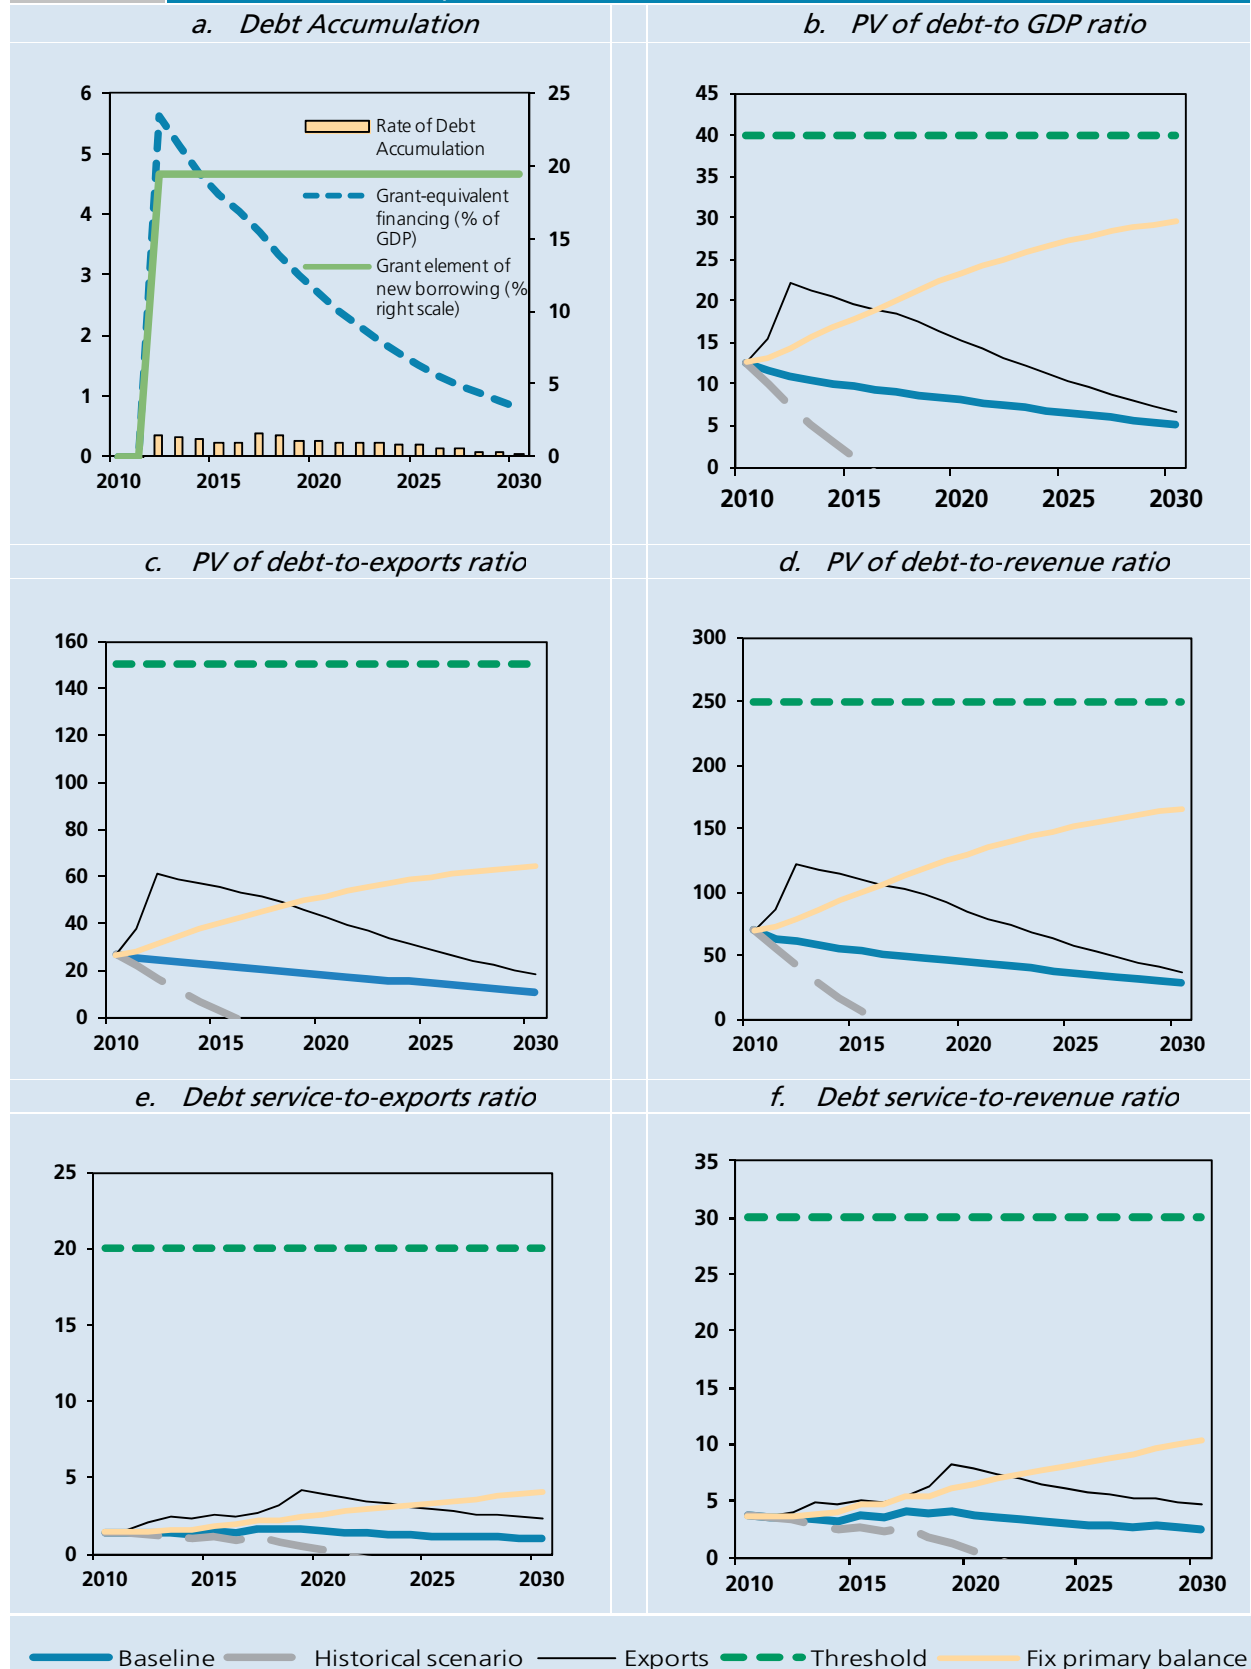 a. Debt Accumulation
b. PV of debt-to GDP ratio
6
5
4
3
2
1
0
25
20
15
10
5
0
Rate of Debt
Accumulation
Grant-equivalent
financing (% of
GDP)
Grant element of
new borrowing (%
right scale)
2010 2015 2020 2025 2030
45
40
35
30
25
20
15
10
5
0
2010 2015 2020 2025 2030
c. PV of debt-to-exports ratio
d. PV of debt-to-revenue ratio
160
140
120
100
80
60
40
20
0
2010 2015 2020 2025 2030
300
250
200
150
100
50
0
2010 2015 2020 2025 2030
e. Debt service-to-exports ratio
f. Debt service-to-revenue ratio
25
20
15
10
5
0
2010 2015 2020 2025 2030
35
30
25
20
15
10
5
0
2010 2015 2020 2025 2030
Baseline Historical scenario Exports Threshold Fix primary balance